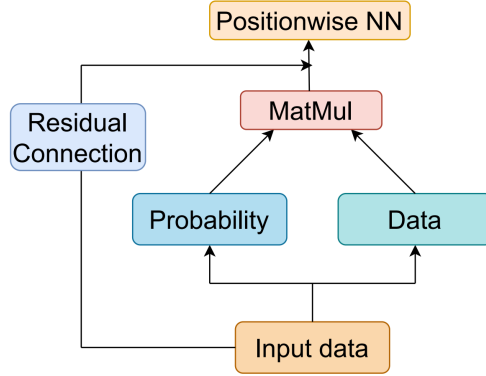 Positionwise NN
MatMul
Residual
Connection
Probability
Data
Input data